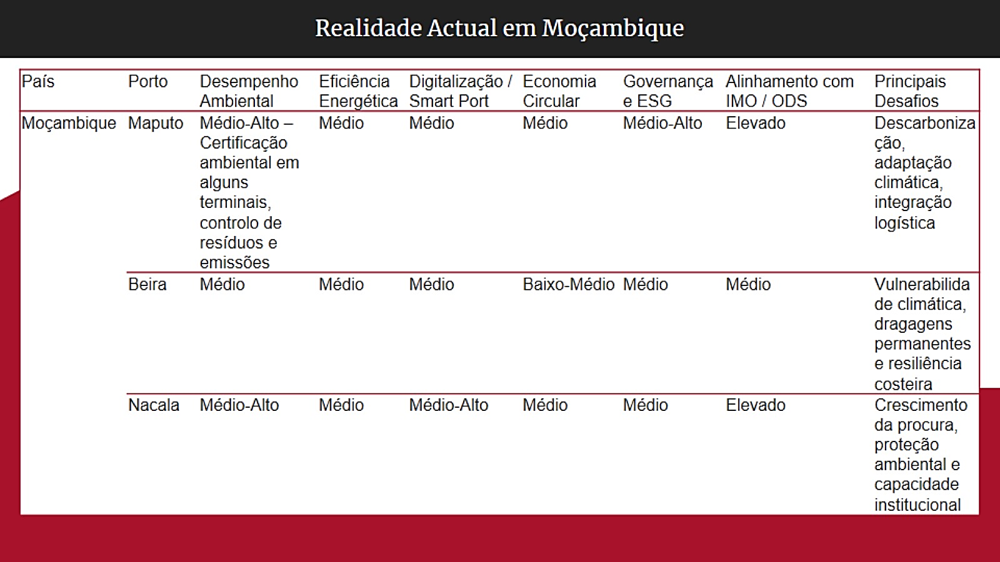 Realidade Actual em Moçambique
País Porto Desempenho Ambiental Eficiência Energética Digitalização / Smart Port Economia Circular Governança e ESG Alinhamento com IMO / ODS Principais Desafios
Moçambique Maputo Médio-Alto – Certificação ambiental em alguns terminais, controlo de resíduos e emissões Médio Médio Médio Médio-Alto Elevado Descarbonização, adaptação climática, integração logística
Beira Médio Médio Médio Baixo-Médio Médio Médio Vulnerabilidade climática, dragagens permanentes e resiliência costeira
Nacala Médio-Alto Médio Médio-Alto Médio Médio Elevado Crescimento da procura, proteção ambiental e capacidade institucional